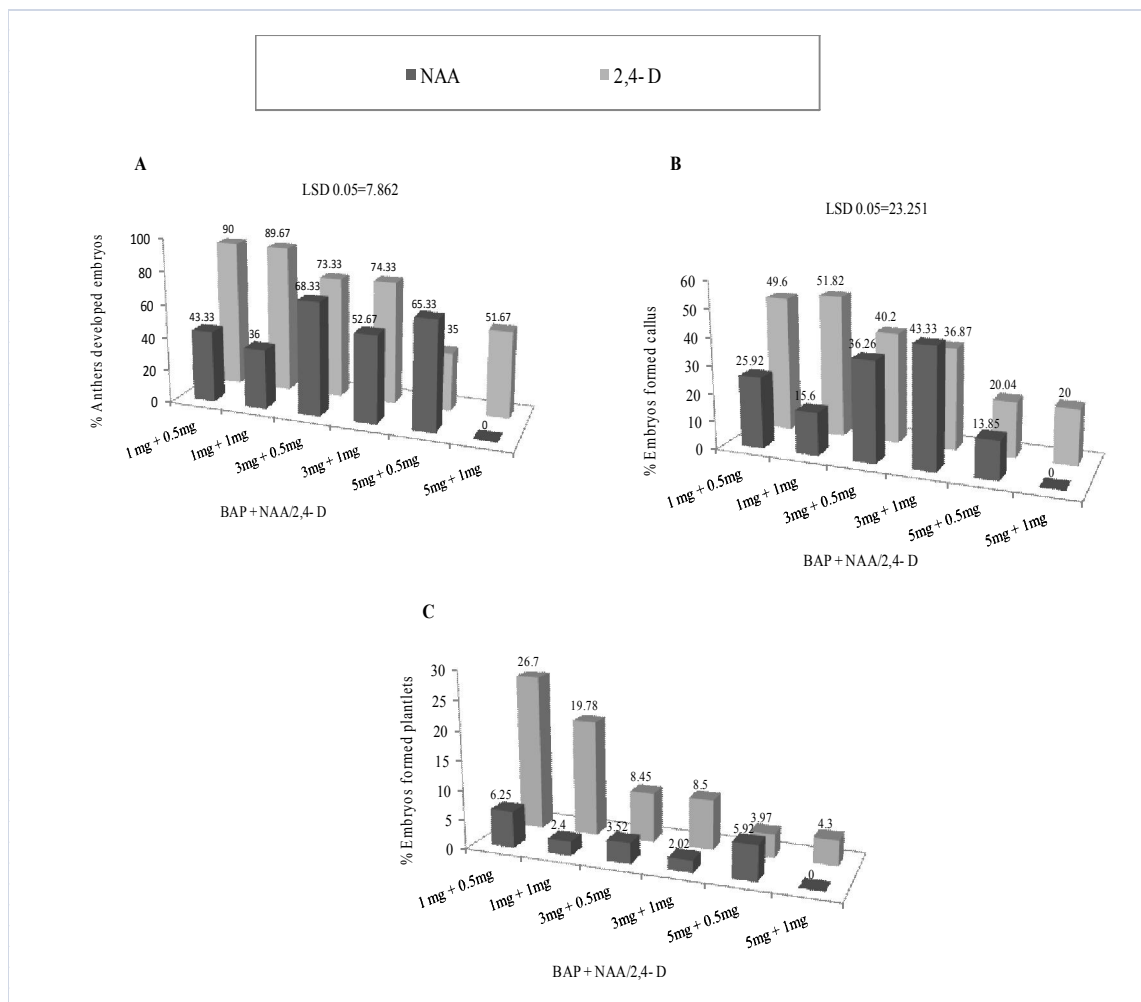 NAA 2,4- D
A
LSD 0.05=7.862
% Anthers developed embryos
100
80
60
40
20
0
90
89.67
73.33
74.33
35
51.67
43.33
36
68.33
52.67
65.33
0
1 mg + 0.5mg
1mg + 1mg
3mg + 0.5mg
3mg + 1mg
5mg + 0.5mg
5mg + 1mg
BAP + NAA/2,4- D
B
LSD 0.05=23.251
% Embryos formed callus
60
50
40
30
20
10
0
49.6
51.82
40.2
36.87
20.04
20
25.92
15.6
36.26
43.33
13.85
0
1 mg + 0.5mg
1mg + 1mg
3mg + 0.5mg
3mg + 1mg
5mg + 0.5mg
5mg + 1mg
BAP + NAA/2,4- D
C
% Embryos formed plantlets
30
25
20
15
10
5
0
26.7
19.78
8.45
8.5
3.97
4.3
6.25
2.4
3.52
2.02
5.92
0
1 mg + 0.5mg
1mg + 1mg
3mg + 0.5mg
3mg + 1mg
5mg + 0.5mg
5mg + 1mg
BAP + NAA/2,4- D